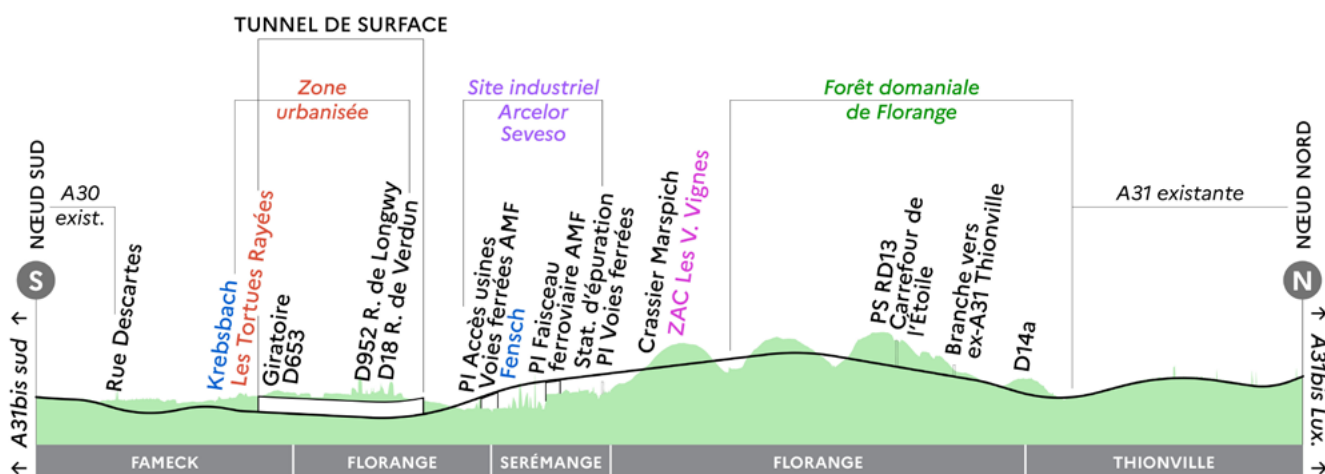 TUNNEL DE SURFACE
Zone
urbanisée
Site industriel
Arcelor
Seveso
Forêt domaniale
de Florange
NŒUD SUD
A30
exist.
A31 existante
NŒUD NORD
S
N
← A31bis sud →
Rue Descartes
Krebsbach
Les Tortues Rayées
Giratoire
D653
D952 R. de Longwy
D18 R. de Verdun
PI Accès usines
Voies ferrées AMF
Fensch
PI Faisceau
ferroviaire AMF
Stat. d'épuration
PI Voies ferrées
Crassier Marspich
ZAC Les V. Vignes
PS RD13
Carrefour de
l'Etoile
Branche vers
ex-A31 Thionville
D14a
← A31bis Lux. →
FAMECK
FLORANGE
SERÉMANGE
FLORANGE
THIONVILLE